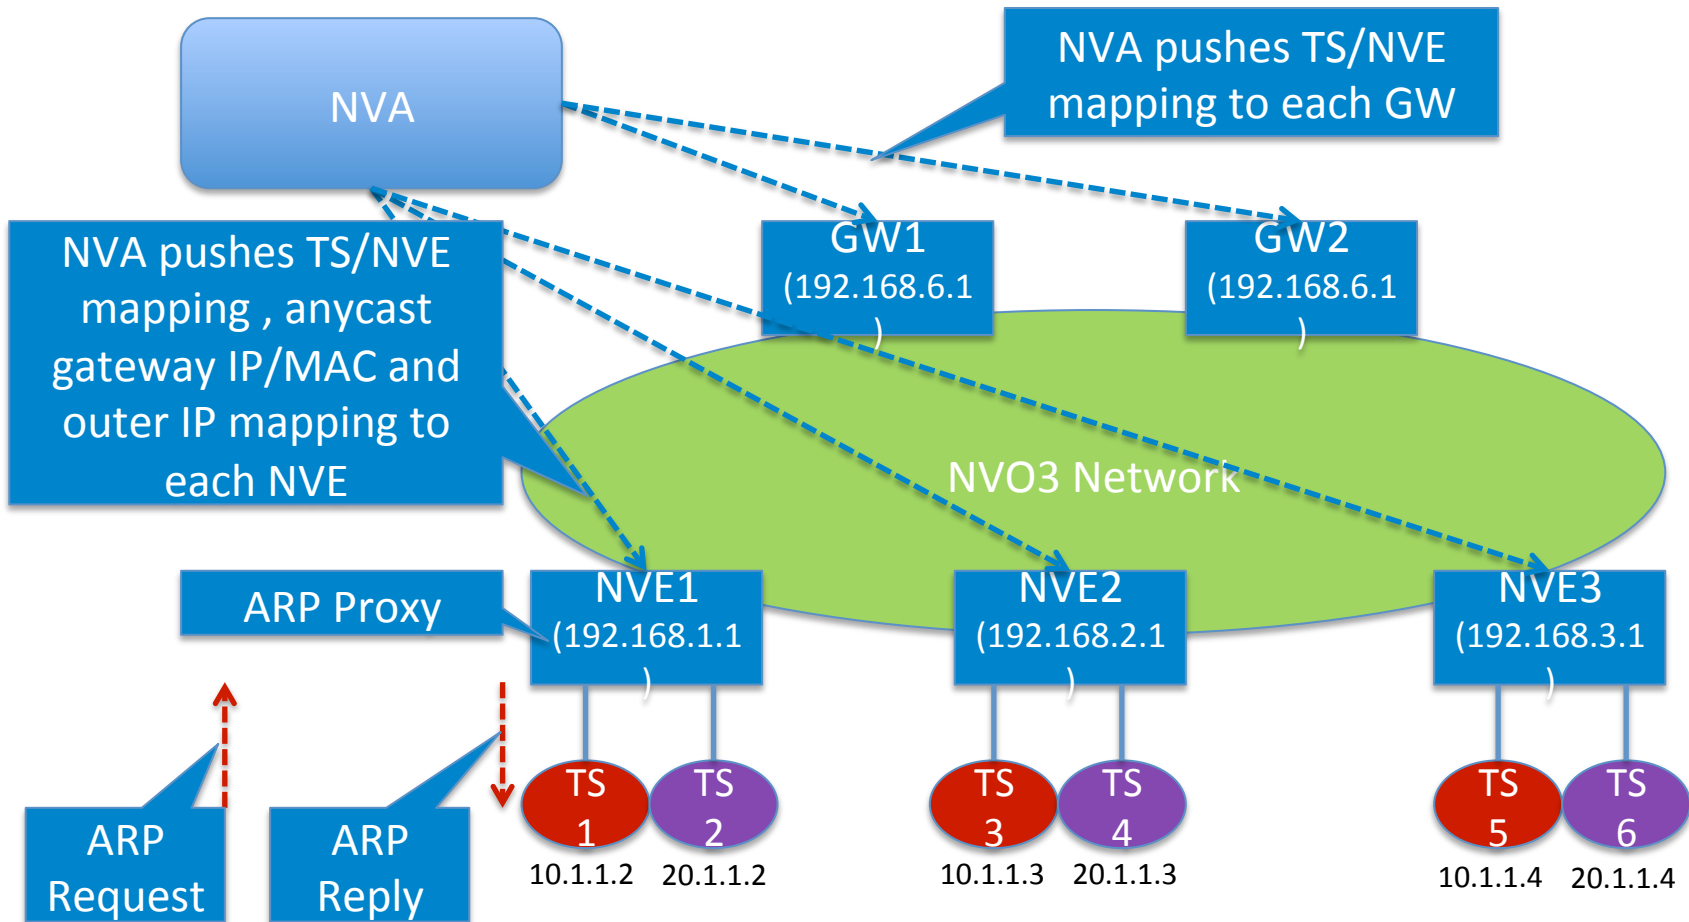 NVA
NVA pushes TS/NVE
mapping to each GW
GW1
(192.168.6.1
)
GW2
(192.168.6.1
)
NVA pushes TS/NVE
mapping , anycast
gateway IP/MAC and
outer IP mapping to
each NVE
NVO3 Network
ARP Proxy
NVE1
(192.168.1.1
)
NVE2
(192.168.2.1
)
NVE3
(192.168.3.1
)
ARP
Request
ARP
Reply
TS
1
TS
2
TS
3
TS
4
TS
5
TS
6
10.1.1.2
20.1.1.2
10.1.1.3
20.1.1.3
10.1.1.4
20.1.1.4